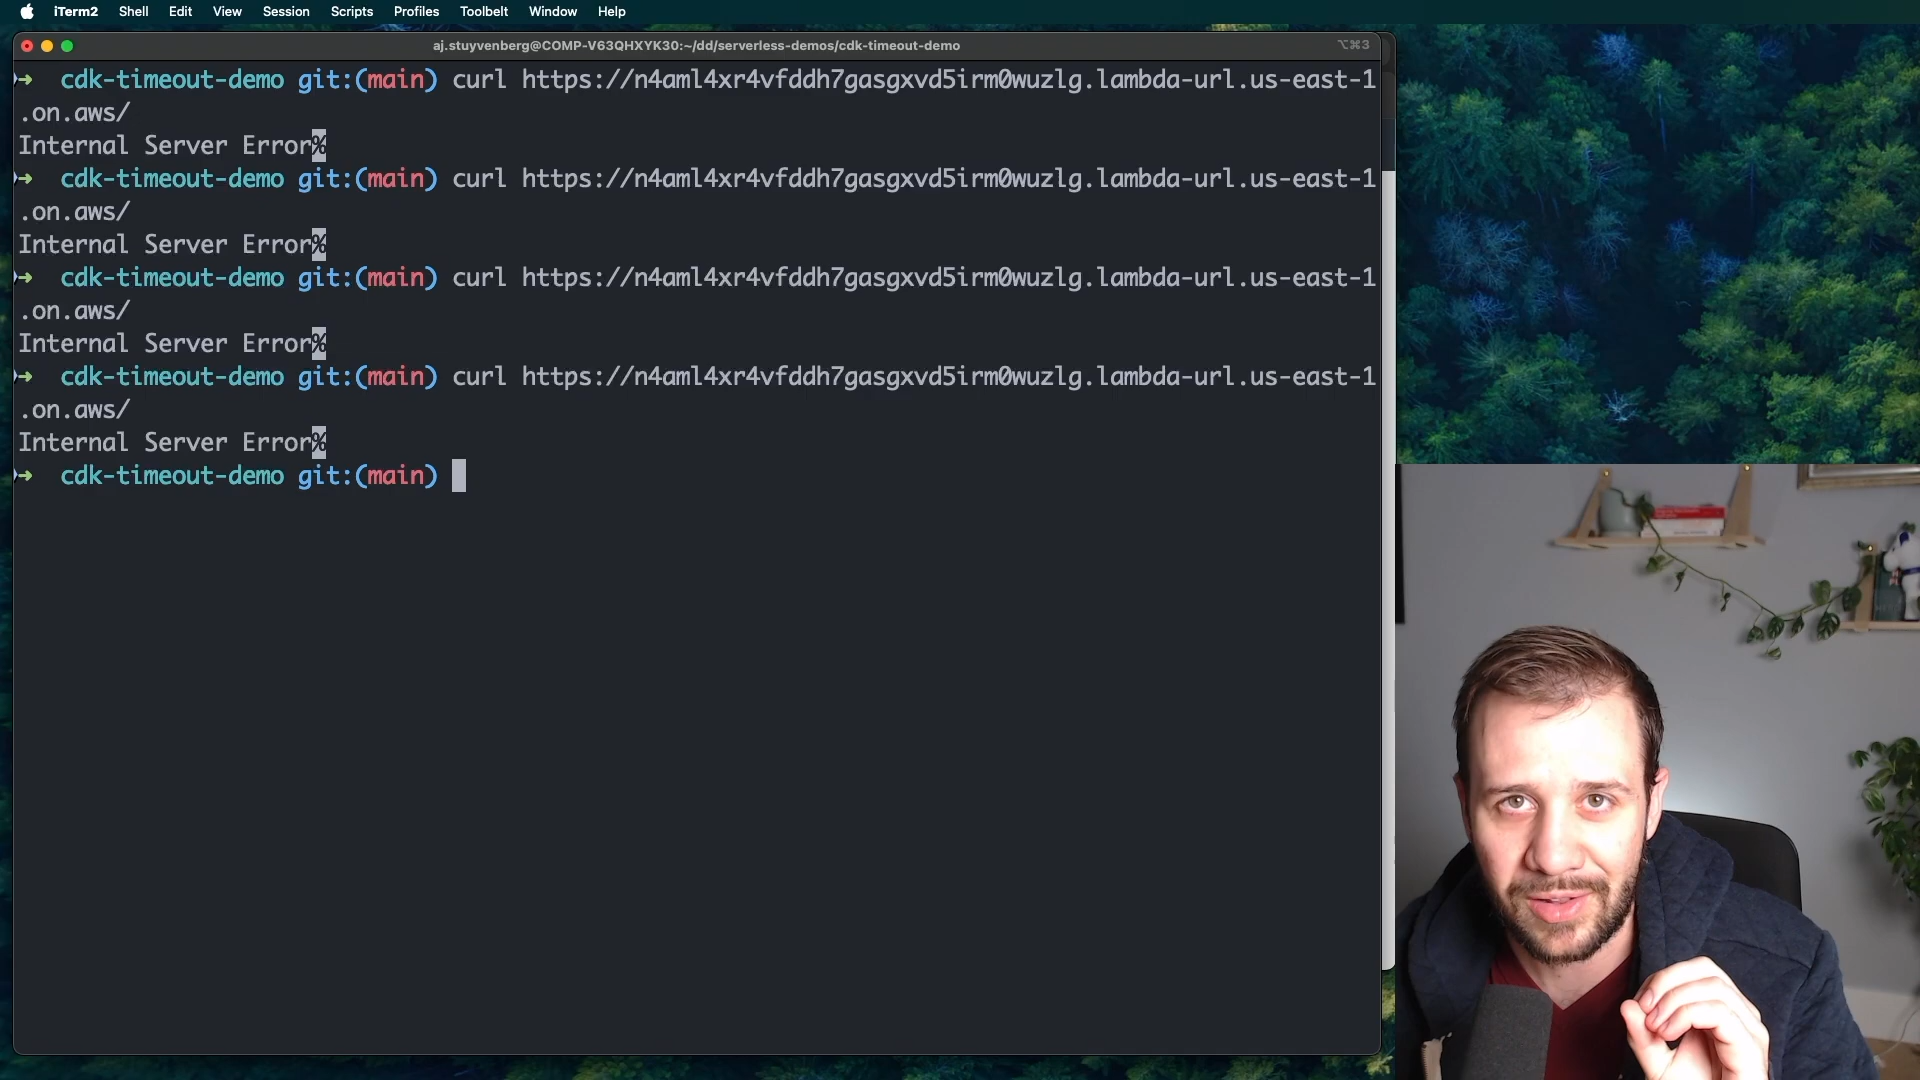 iTerm2 Shell Edit View Session Scripts Profiles Toolbelt Window Help
aj.stuyvenberg@COMP-V63QHXYK30:~/dd/serverless-demos/cdk-timeout-demo ⌥⌘3
➜ cdk-timeout-demo git:(main) curl https://n4aml4xr4vfddh7gasgxvd5irm0wuzlg.lambda-url.us-east-1
.on.aws/
Internal Server Error%
➜ cdk-timeout-demo git:(main) curl https://n4aml4xr4vfddh7gasgxvd5irm0wuzlg.lambda-url.us-east-1
.on.aws/
Internal Server Error%
➜ cdk-timeout-demo git:(main) curl https://n4aml4xr4vfddh7gasgxvd5irm0wuzlg.lambda-url.us-east-1
.on.aws/
Internal Server Error%
➜ cdk-timeout-demo git:(main) curl https://n4aml4xr4vfddh7gasgxvd5irm0wuzlg.lambda-url.us-east-1
.on.aws/
Internal Server Error%
➜ cdk-timeout-demo git:(main)